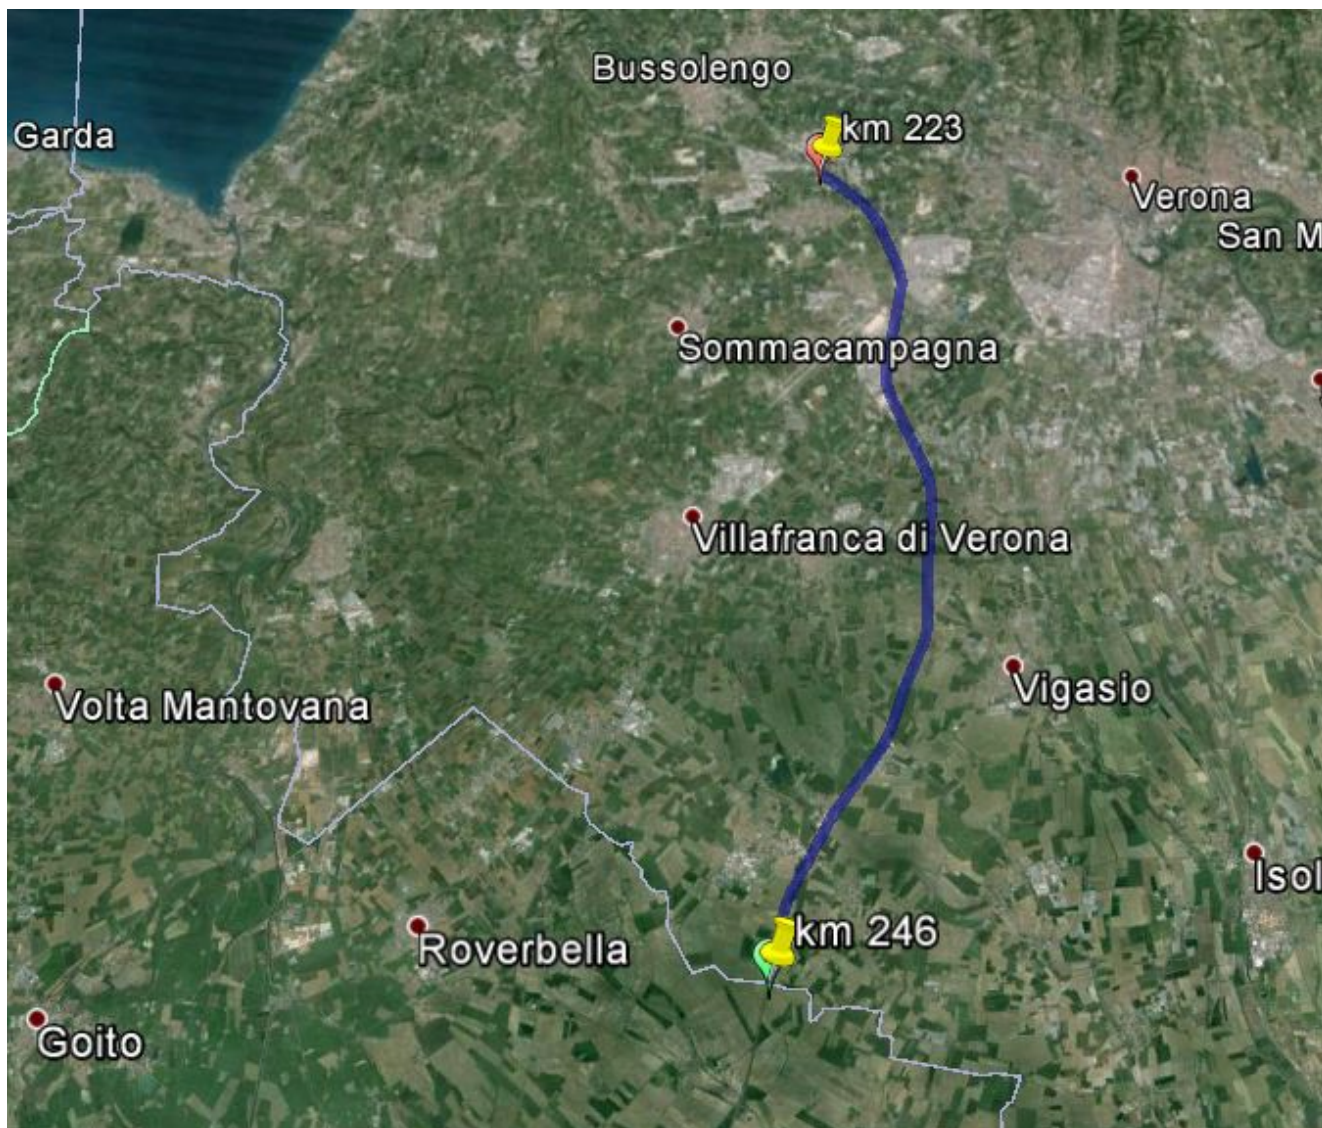 Bussolengo
Garda
km 223
Verona
San M
Sommacampagna
Villafranca di Verona
Vigasio
Volta Mantovana
Isol
km 246
Roverbella
Goito